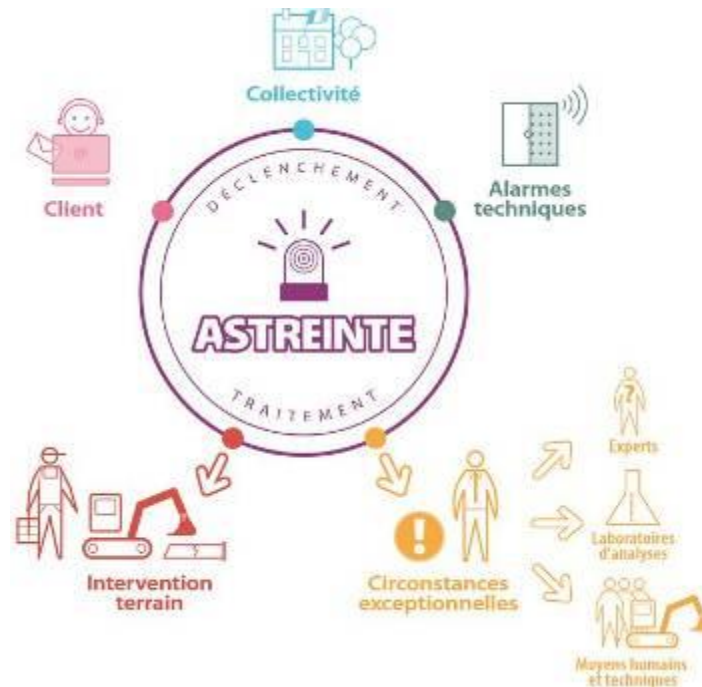 Collectivité
Client
Alarmes
techniques
DÉCLENCHEMENT
ASTREINTE
TRAITEMENT
?
Experts
!
Laboratoires
d'analyses
Intervention
terrain
Circonstances
exceptionnelles
Moyens humains
et techniques